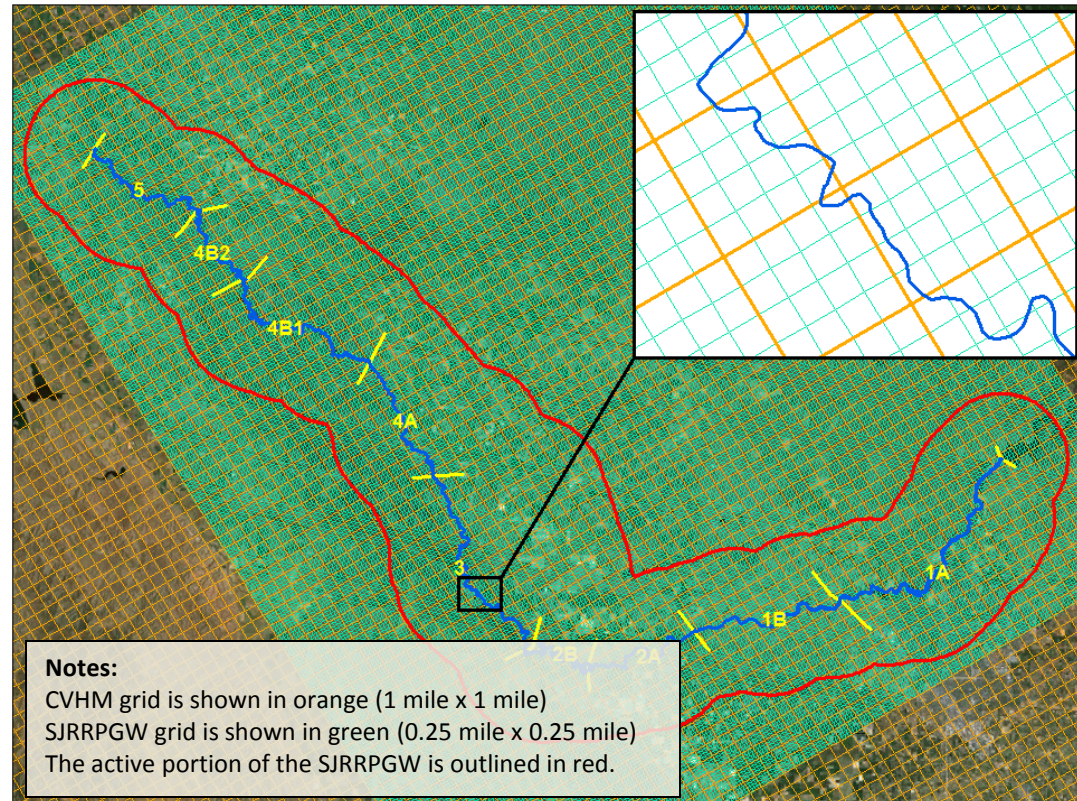 5
4B2
4B1
4A
3
2B
2A
1B
1A
Notes:
CVHM grid is shown in orange (1 mile x 1 mile)
SJRRPGW grid is shown in green (0.25 mile x 0.25 mile)
The active portion of the SJRRPGW is outlined in red.